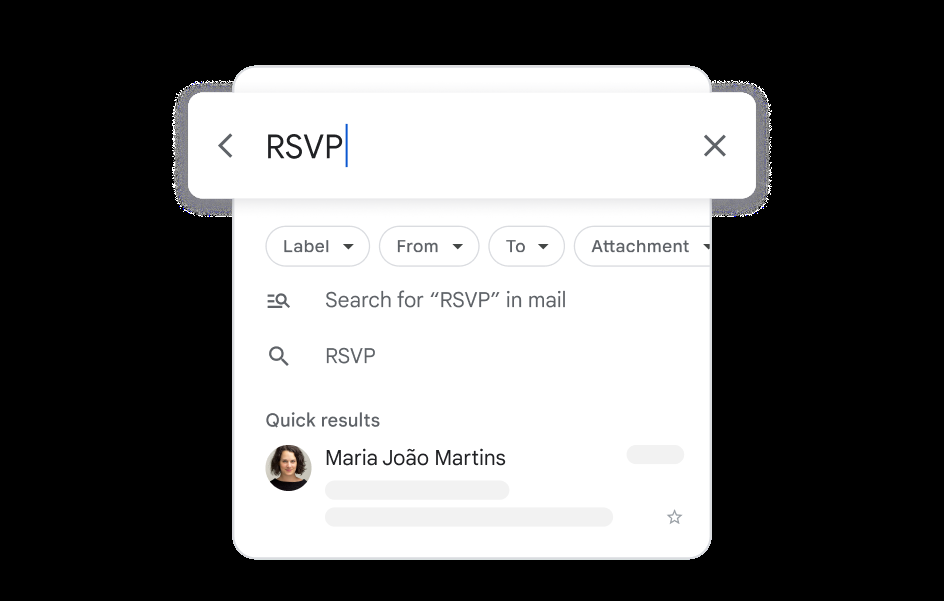 RSVP
Label From To Attachment
Search for “RSVP” in mail
RSVP
Quick results
Maria João Martins